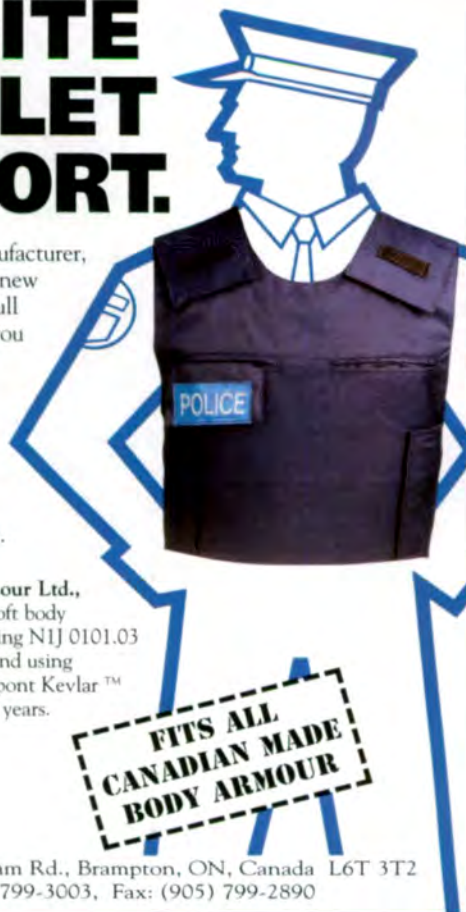 ITE
LET
ORT.
ufacturer,
new
ull
ou
POLICE
.
our Ltd.,
oft body
ing NIJ 0101.03
nd using
pont Kevlar ™
years.
FITS ALL
CANADIAN MADE
BODY ARMOUR
am Rd., Brampton, ON, Canada L6T 3T2
799-3003, Fax: (905) 799-2890